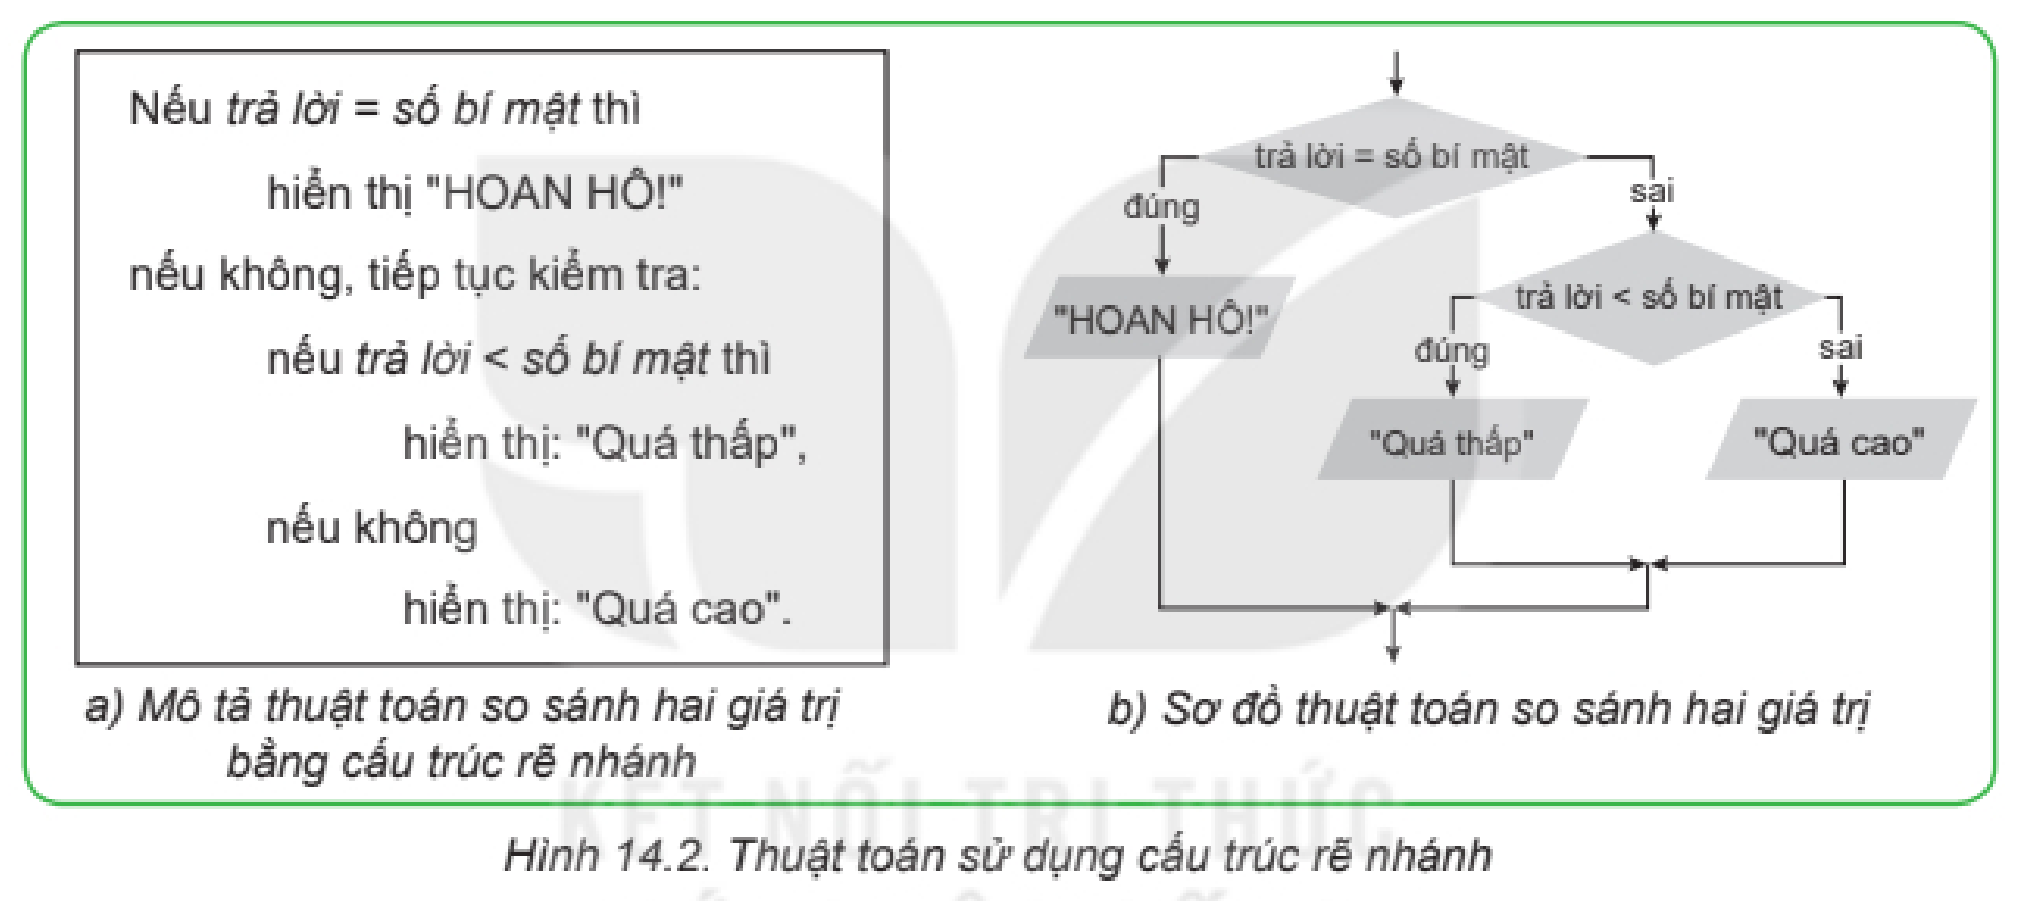 Nếu trả lời = số bí mật thì
hiển thị "HOAN HÔ!"
nếu không, tiếp tục kiểm tra:
nếu trả lời < số bí mật thì
hiển thị: "Quá thấp",
nếu không
hiển thị: "Quá cao".
a) Mô tả thuật toán so sánh hai giá trị
bằng cấu trúc rẽ nhánh
trả lời = số bí mật
đúng
sai
"HOAN HÔ!"
trả lời < số bí mật
đúng
sai
"Quá thấp"
"Quá cao"
b) Sơ đồ thuật toán so sánh hai giá trị
KẾT NỐI TRI THỨC
Hình 14.2. Thuật toán sử dụng cấu trúc rẽ nhánh